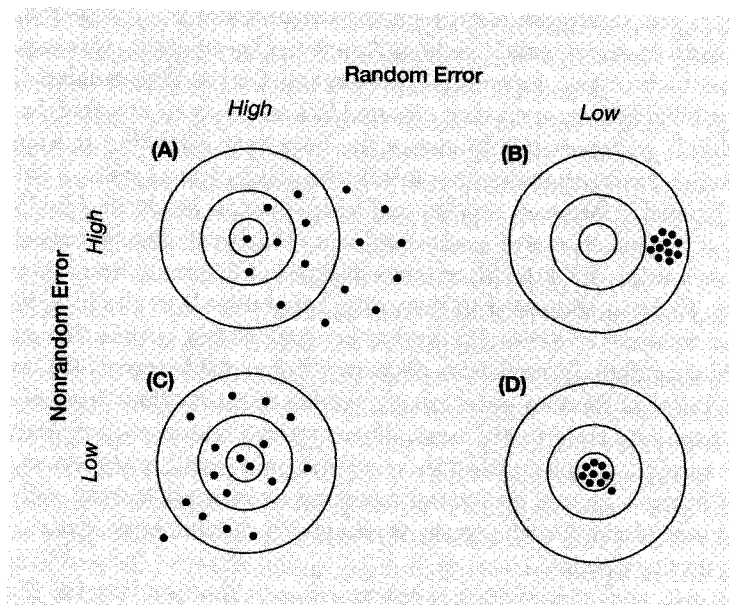 Random Error
High
Low
(A)
(B)
Nonrandom Error
High
(C)
(D)
Low